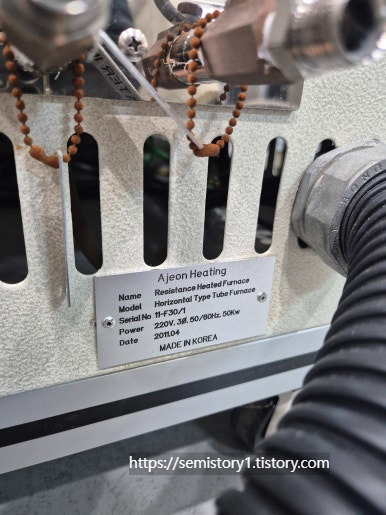 Ajeon Heating
Name Resistance Heated Furnace
Model Horizontal Type Tube Furnace
Serial No 11-F30/1
Power 220V. 3Ø. 50/60Hz. 50Kw
Date 2011.04
MADE IN KOREA
https://semistory1.tistory.com